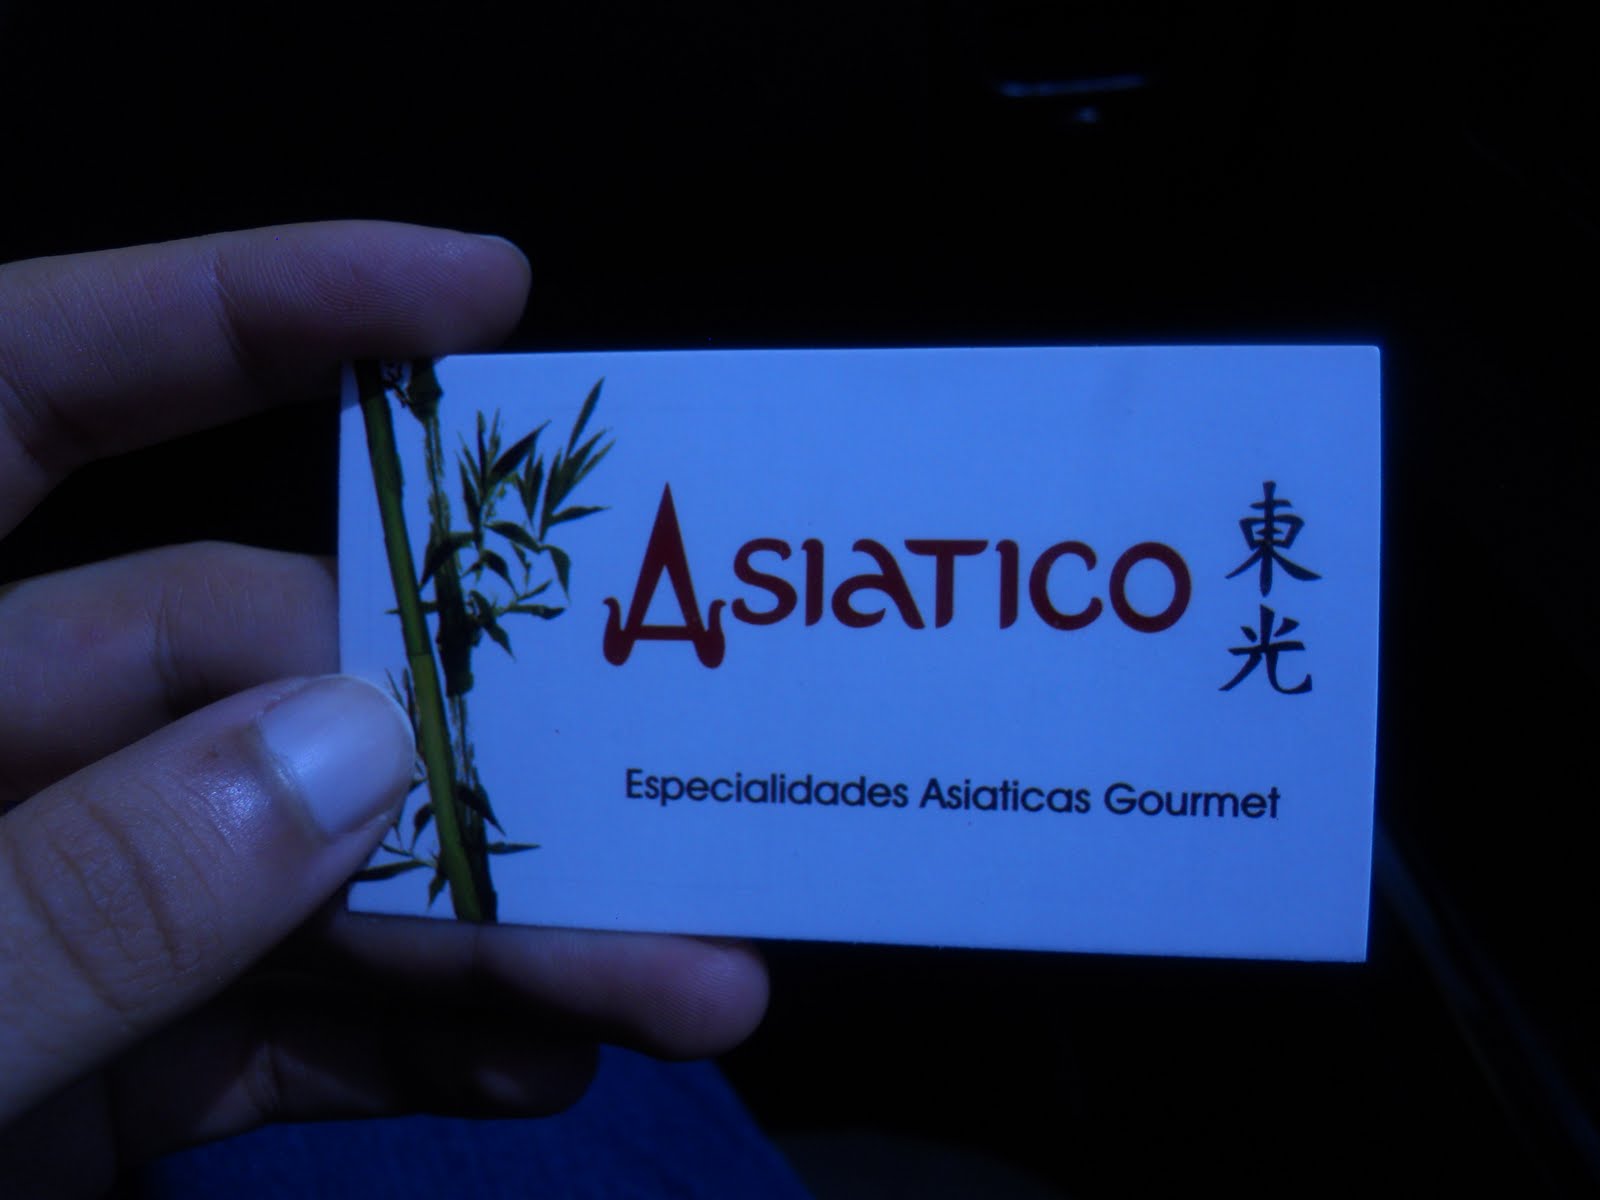 ASIATICO
東光
Especialidades Asiaticas Gourmet